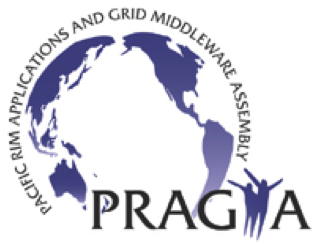 PACIFIC RIM APPLICATIONS AND GRID MIDDLEWARE ASSEMBLY
PRAGMA